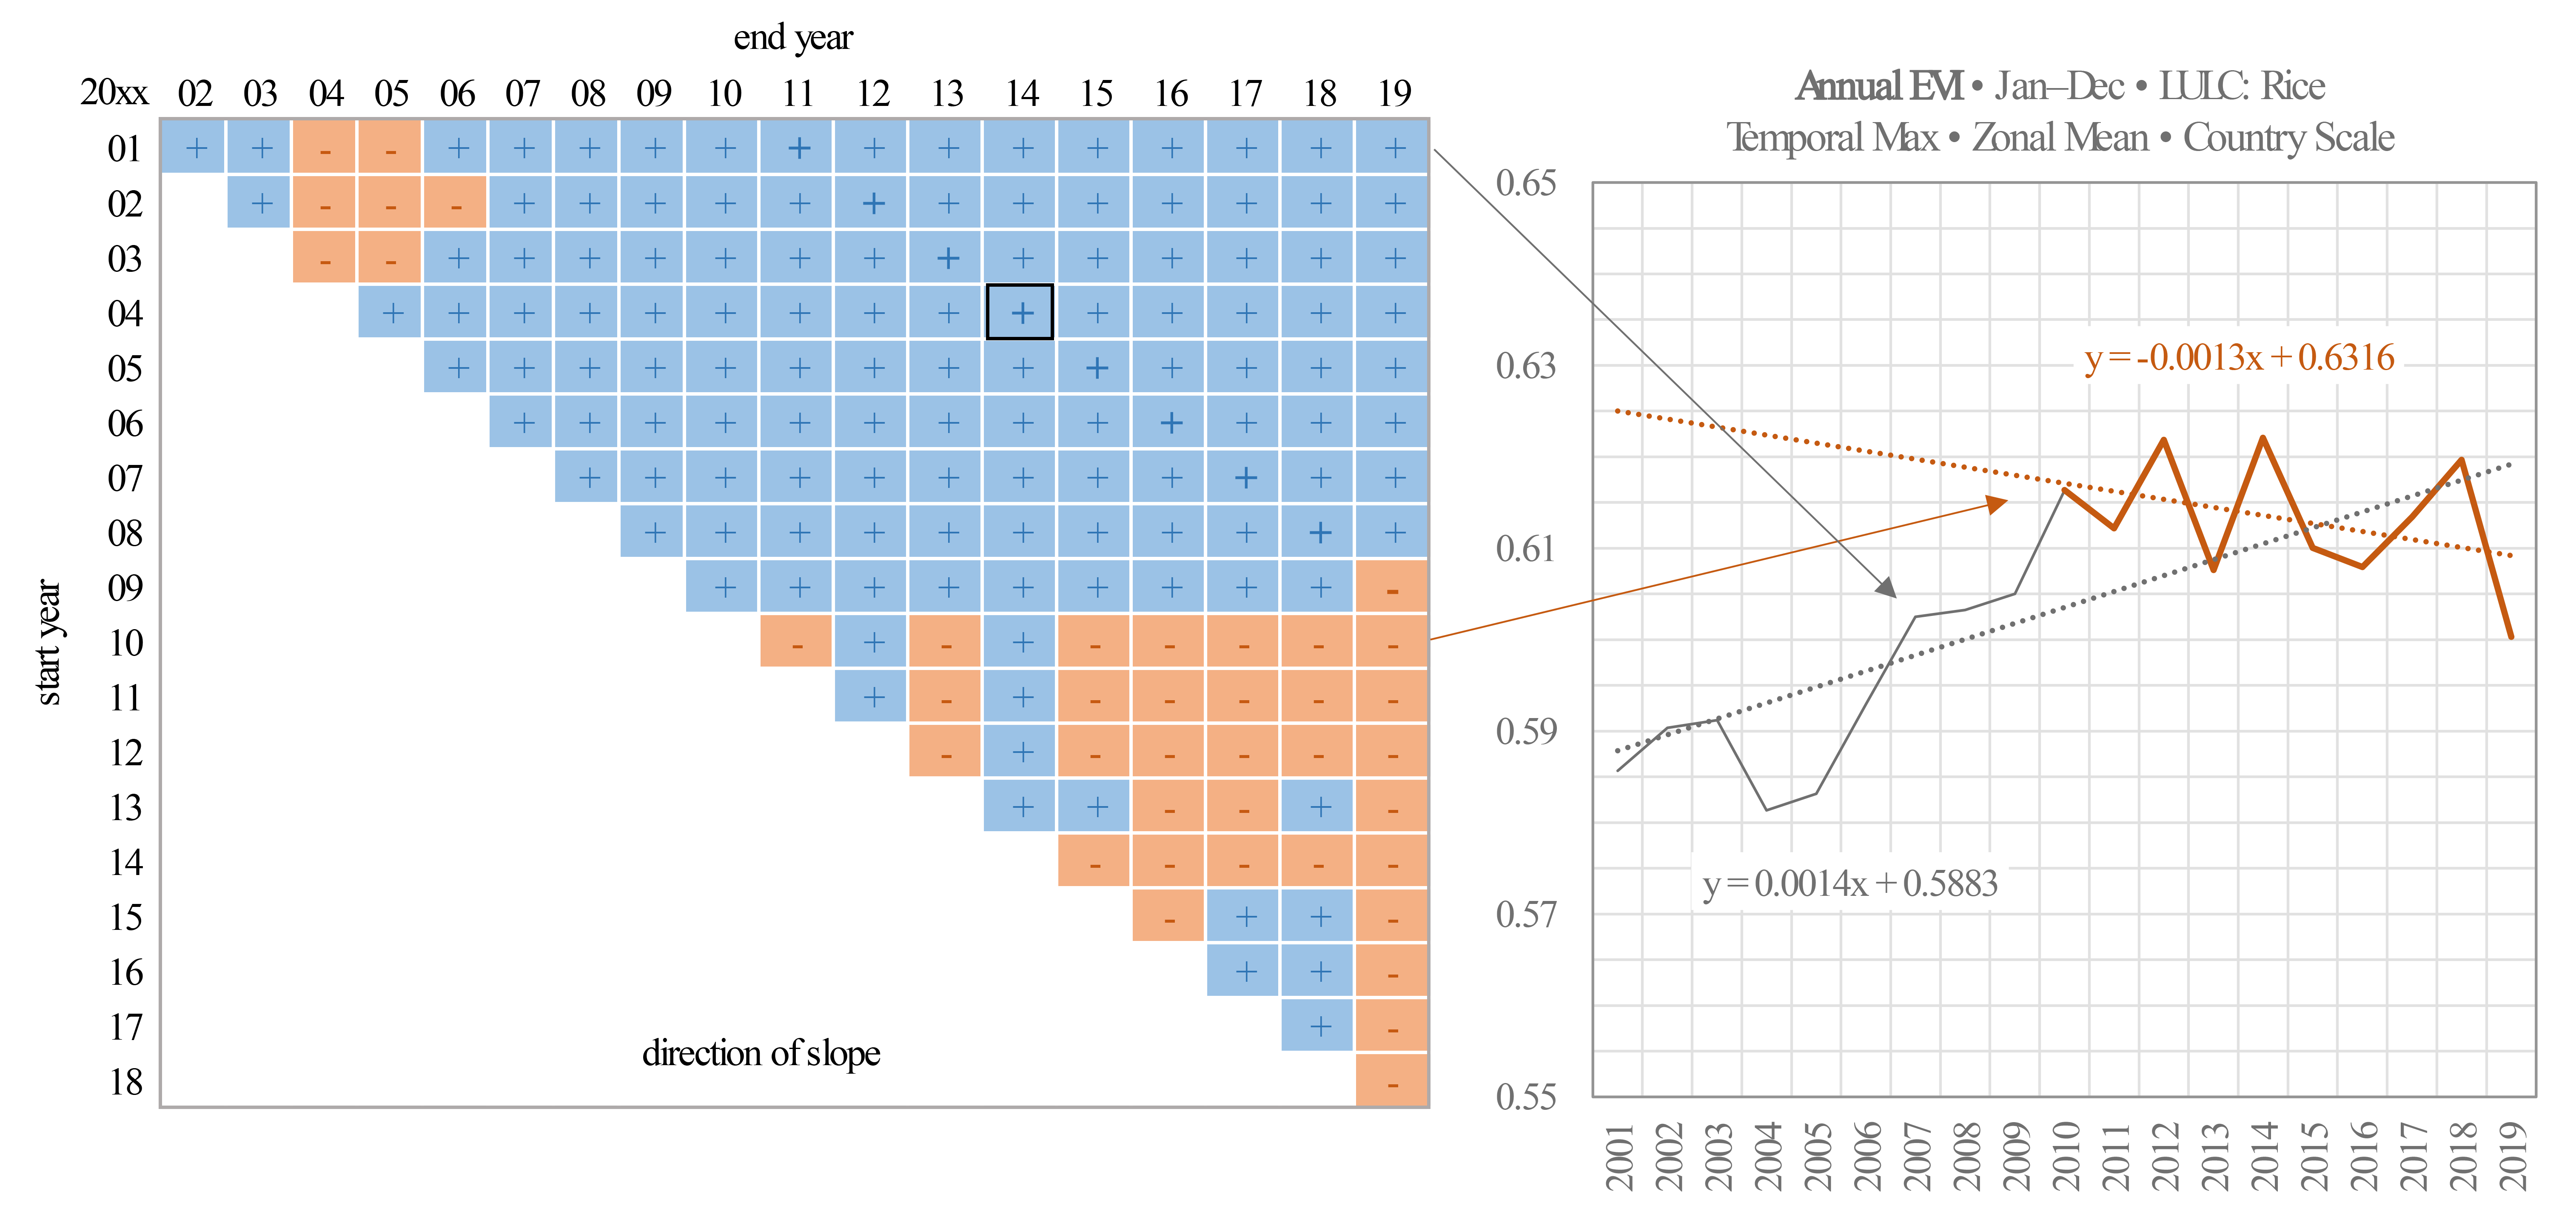 end year
20xx 02 03 04 05 06 07 08 09 10 11 12 13 14 15 16 17 18 19
01 + + - - + + + + + + + + + + + + + +
02 + - - - + + + + + + + + + + + + +
03 - - + + + + + + + + + + + + + +
04 + + + + + + + + + + + + + + +
05 + + + + + + + + + + + + + +
06 + + + + + + + + + + + + +
07 + + + + + + + + + + + +
08 + + + + + + + + + + +
09 + + + + + + + + + -
10 - + - + - - - - -
11 + - + - - - - -
12 - + - - - - -
13 + + - - + -
14 - - - - -
15 - + + -
16 + + -
17 + -
18 -
start year
direction of slope
Annual EVI • Jan–Dec • LULC: Rice
Temporal Max • Zonal Mean • Country Scale
0.65
0.63
0.61
0.59
0.57
0.55
y = -0.0013x + 0.6316
y = 0.0014x + 0.5883
2001 2002 2003 2004 2005 2006 2007 2008 2009 2010 2011 2012 2013 2014 2015 2016 2017 2018 2019